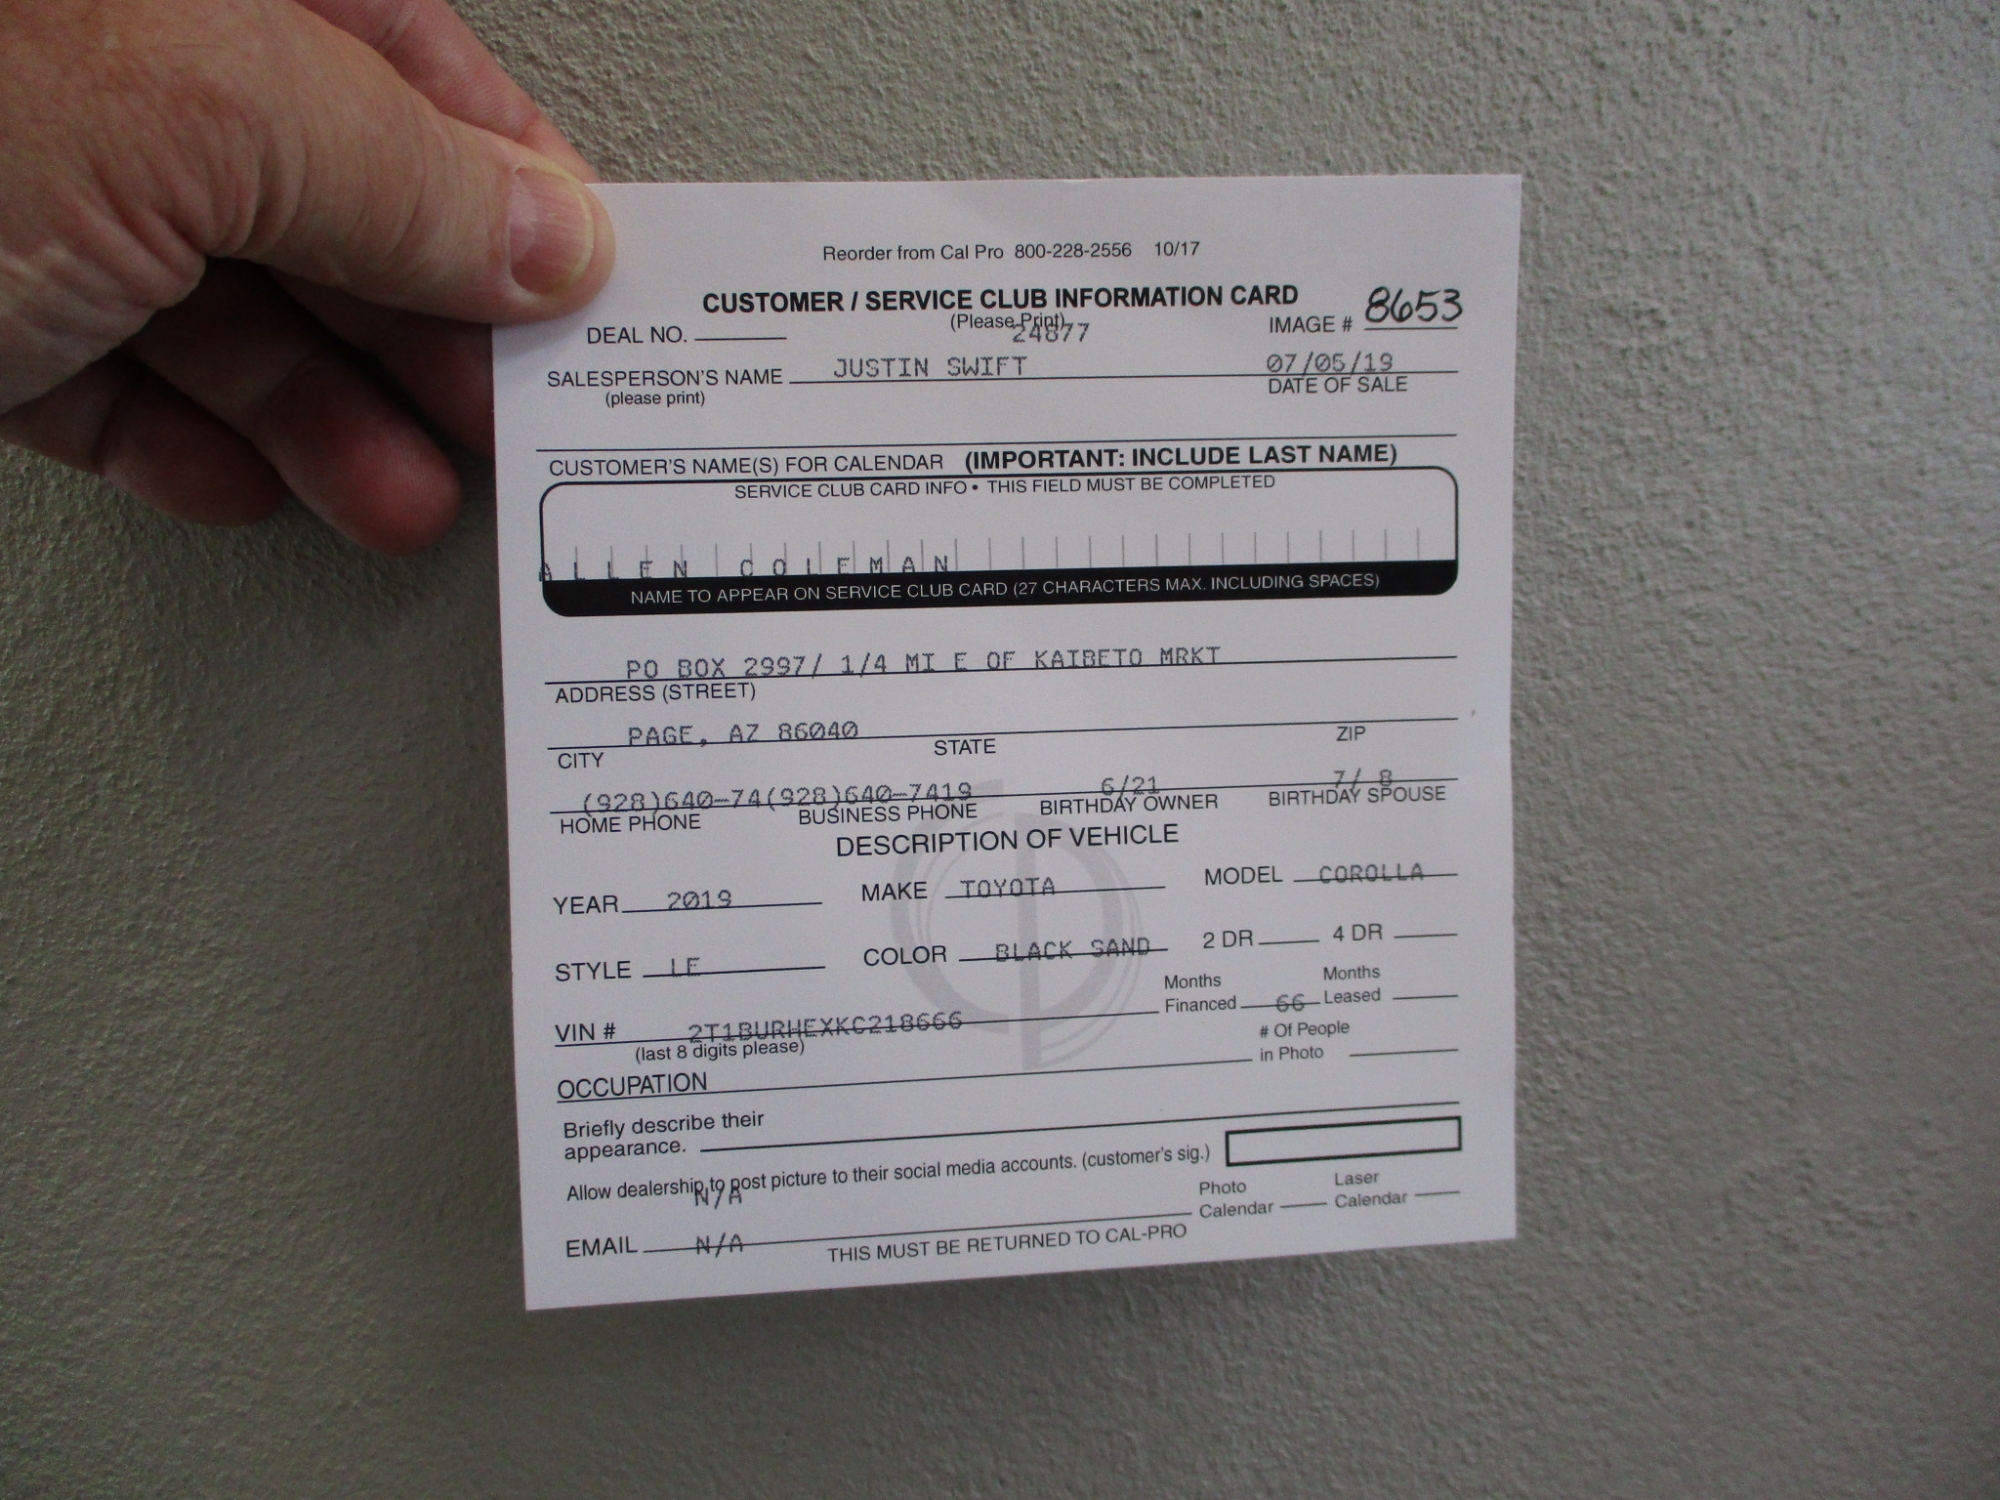 Reorder from Cal Pro 800-228-2556 10/17
CUSTOMER / SERVICE CLUB INFORMATION CARD
(Please Print)
DEAL NO. 24877 IMAGE # 8653
SALESPERSON'S NAME JUSTIN SWIFT 07/05/19
(please print) DATE OF SALE
CUSTOMER'S NAME(S) FOR CALENDAR (IMPORTANT: INCLUDE LAST NAME)
SERVICE CLUB CARD INFO • THIS FIELD MUST BE COMPLETED
ALLEN COLEMAN
NAME TO APPEAR ON SERVICE CLUB CARD (27 CHARACTERS MAX. INCLUDING SPACES)
PO BOX 2997/ 1/4 MI E OF KAIBETO MRKT
ADDRESS (STREET)
PAGE, AZ 86040
CITY STATE ZIP
(928)640-74(928)640-7419 6/21 7/ 8
HOME PHONE BUSINESS PHONE BIRTHDAY OWNER BIRTHDAY SPOUSE
DESCRIPTION OF VEHICLE
YEAR 2019 MAKE TOYOTA MODEL COROLLA
STYLE LE COLOR BLACK SAND 2 DR 4 DR
VIN # 2T1BURHEXKC218666 Months Financed 66 Months Leased
(last 8 digits please)
OCCUPATION # Of People in Photo
Briefly describe their
appearance.
Allow dealership to post picture to their social media accounts. (customer's sig.)
N/A
Photo Calendar Laser Calendar
EMAIL N/A
THIS MUST BE RETURNED TO CAL-PRO